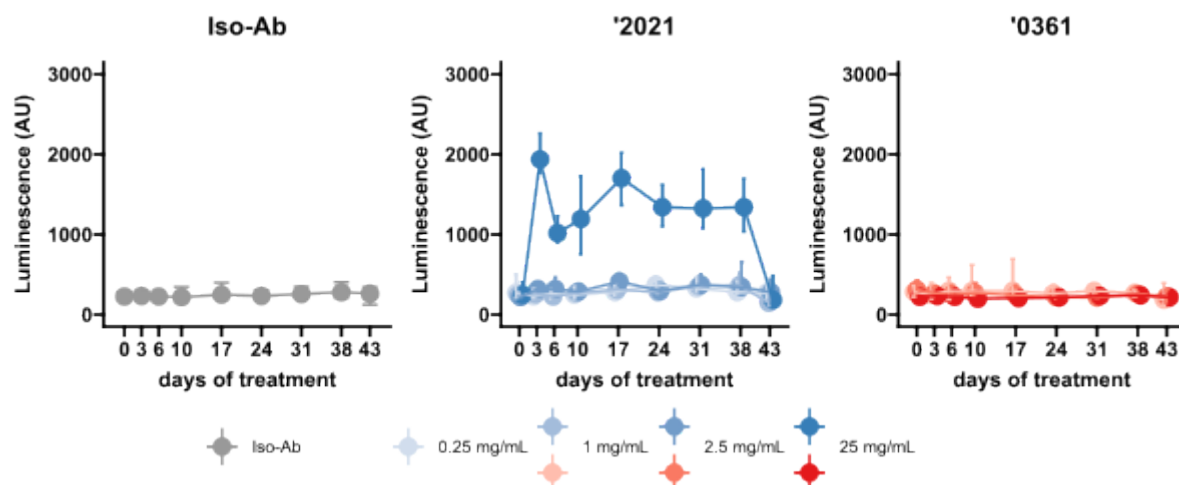 Iso-Ab
3000
2000
1000
0
Luminescence (AU)
0 3 6 10 17 24 31 38 43
days of treatment
'2021
3000
2000
1000
0
Luminescence (AU)
0 3 6 10 17 24 31 38 43
days of treatment
'0361
3000
2000
1000
0
Luminescence (AU)
0 3 6 10 17 24 31 38 43
days of treatment
Iso-Ab 0.25 mg/mL 1 mg/mL 2.5 mg/mL 25 mg/mL